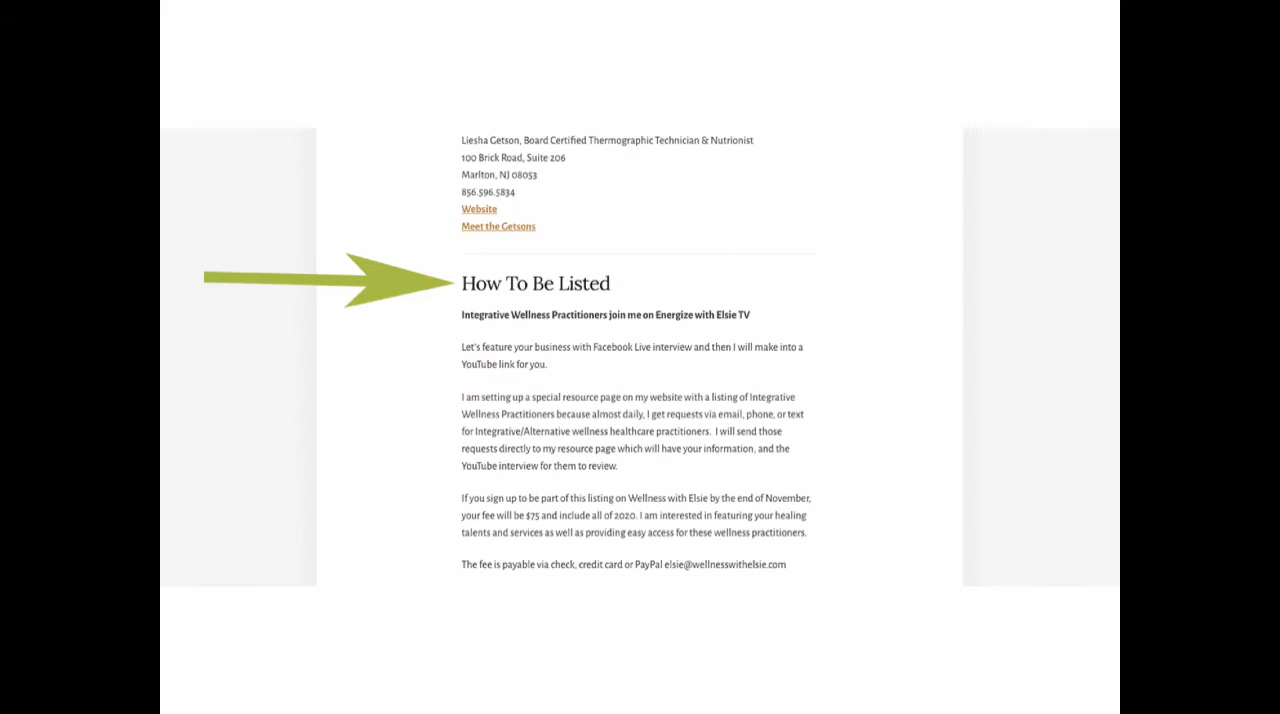 Liesha Getson, Board Certified Thermographic Technician & Nutrionist
100 Brick Road, Suite 206
Marlton, NJ 08053
856.596.5834
Website
Meet the Getsons
How To Be Listed
Integrative Wellness Practitioners join me on Energize with Elsie TV
Let's feature your business with Facebook Live interview and then I will make into a
YouTube link for you.
I am setting up a special resource page on my website with a listing of Integrative
Wellness Practitioners because almost daily, I get requests via email, phone, or text
for Integrative/Alternative wellness healthcare practitioners. I will send those
requests directly to my resource page which will have your information, and the
YouTube interview for them to review.
If you sign up to be part of this listing on Wellness with Elsie by the end of November,
your fee will be $75 and include all of 2020. I am interested in featuring your healing
talents and services as well as providing easy access for these wellness practitioners.
The fee is payable via check, credit card or PayPal elsie@wellnesswithelsie.com